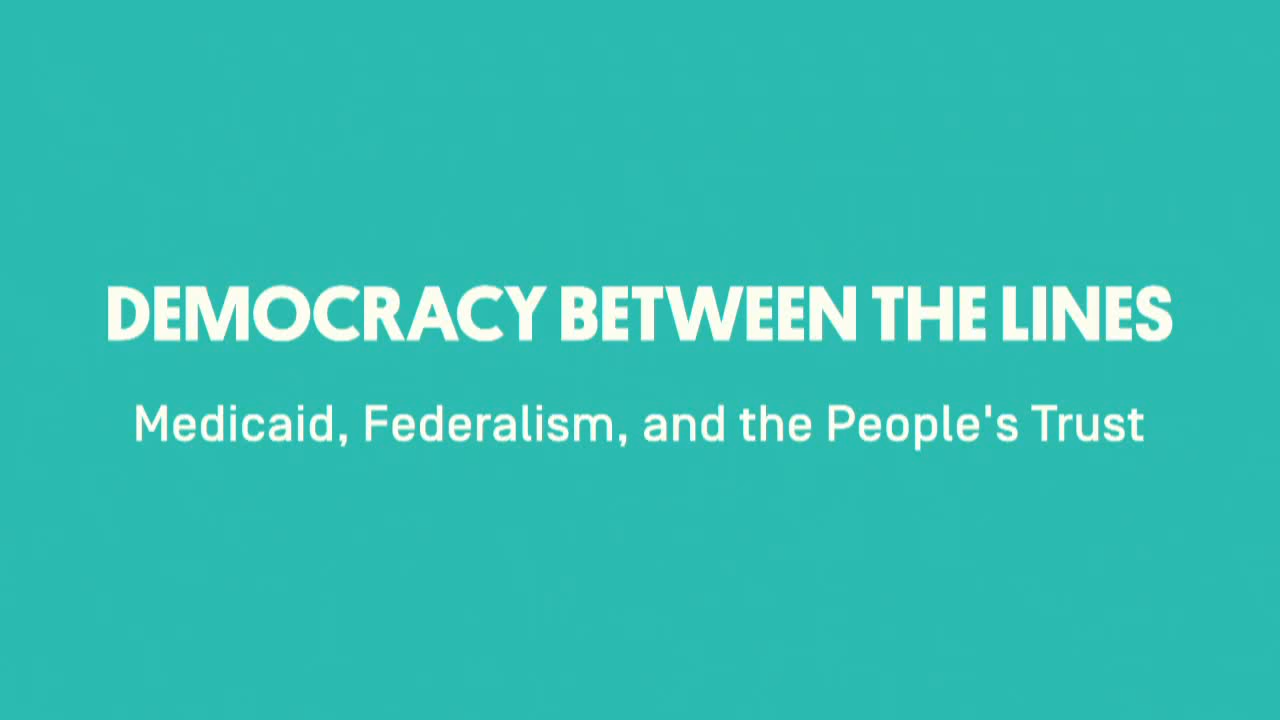 DEMOCRACY BETWEEN THE LINES
Medicaid, Federalism, and the People's Trust